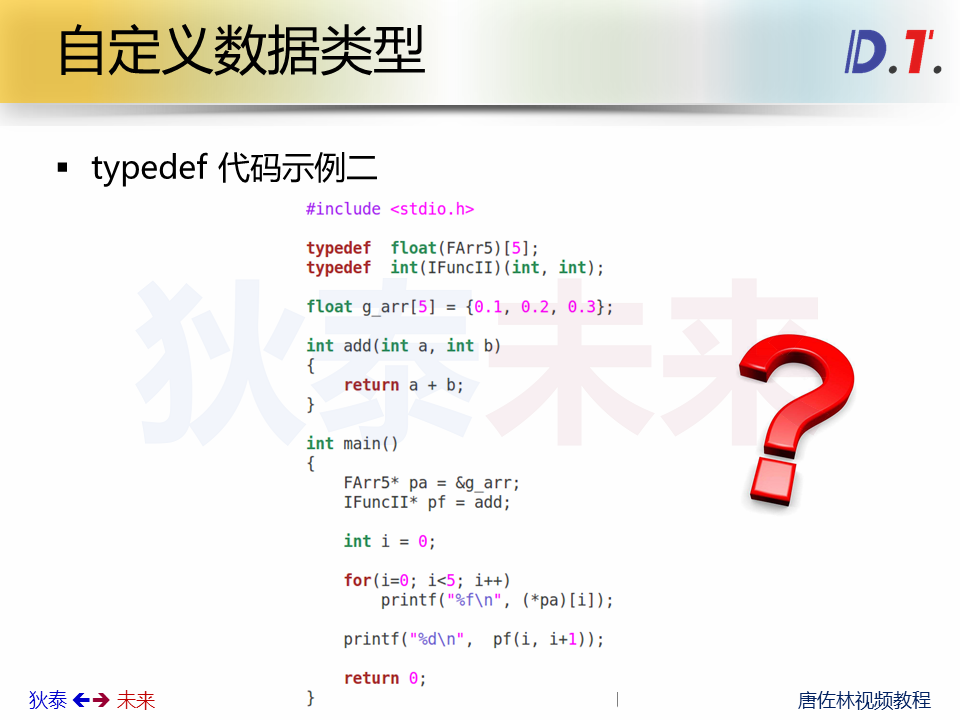 自定义数据类型
D.T.
▪ typedef 代码示例二
#include <stdio.h>
typedef  float(FArr5)[5];
typedef  int(IFuncII)(int, int);
float g_arr[5] = {0.1, 0.2, 0.3};
int add(int a, int b)
{
    return a + b;
}
int main()
{
    FArr5* pa = &g_arr;
    IFuncII* pf = add;
    int i = 0;
    for(i=0; i<5; i++)
        printf("%f\n", (*pa)[i]);
    printf("%d\n",  pf(i, i+1));
    return 0;
}
狄泰未来
?
狄泰 未来
唐佐林视频教程